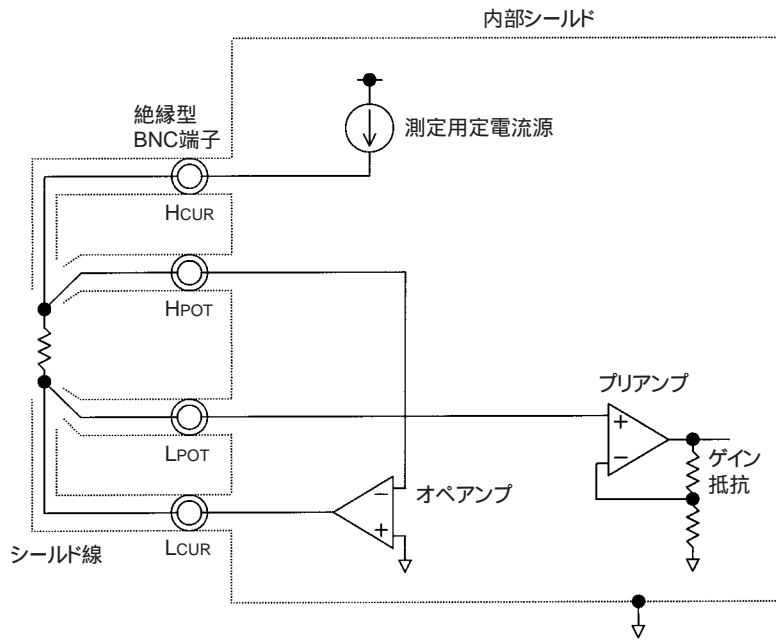 内部シールド
絶縁型
BNC端子
測定用定電流源
HCUR
HPOT
プリアンプ
+
−
ゲイン
抵抗
LPOT
オペアンプ
−
+
LCUR
シールド線